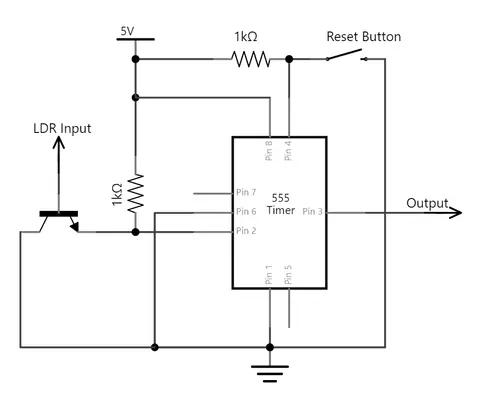 5V
1kΩ
Reset Button
LDR Input
Pin 8
Pin 4
1kΩ
Pin 7
555
Timer
Pin 6
Pin 3
Output
Pin 2
Pin 1
Pin 5